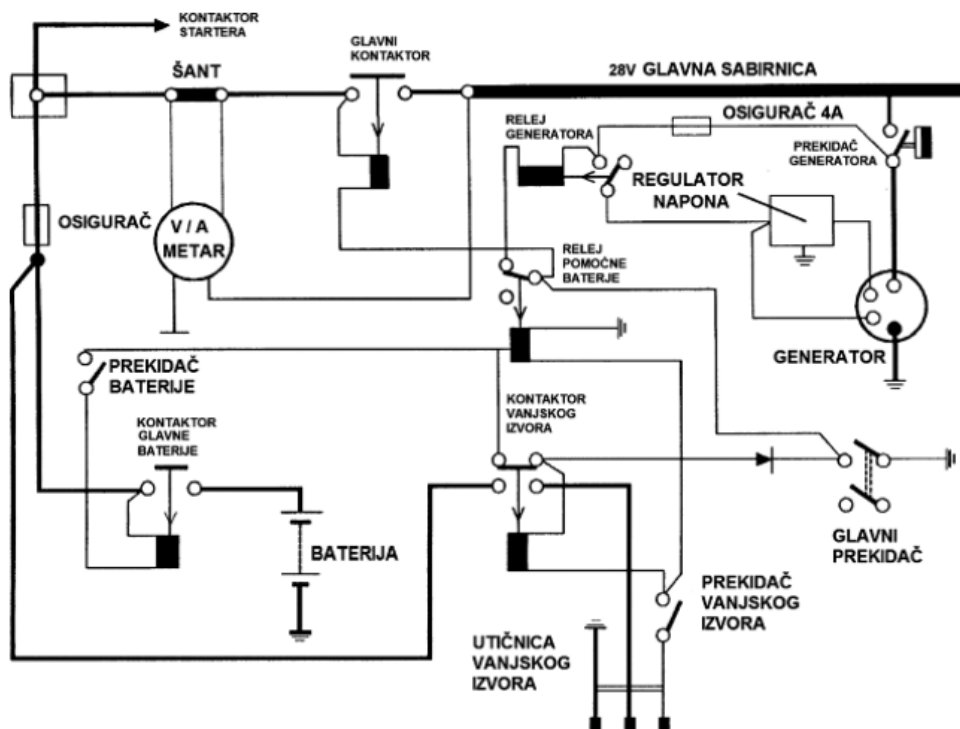 KONTAKTOR
STARTERA
GLAVNI
KONTAKTOR
ŠANT
28V GLAVNA SABIRNICA
RELEJ
GENERATORA
OSIGURAČ 4A
PREKIDAČ
GENERATORA
REGULATOR
NAPONA
OSIGURAČ
V / A
METAR
RELEJ
POMOĆNE
BATERIJE
GENERATOR
PREKIDAČ
BATERIJE
KONTAKTOR
VANJSKOG
IZVORA
KONTAKTOR
GLAVNE
BATERIJE
BATERIJA
GLAVNI
PREKIDAČ
PREKIDAČ
VANJSKOG
IZVORA
UTIČNICA
VANJSKOG
IZVORA